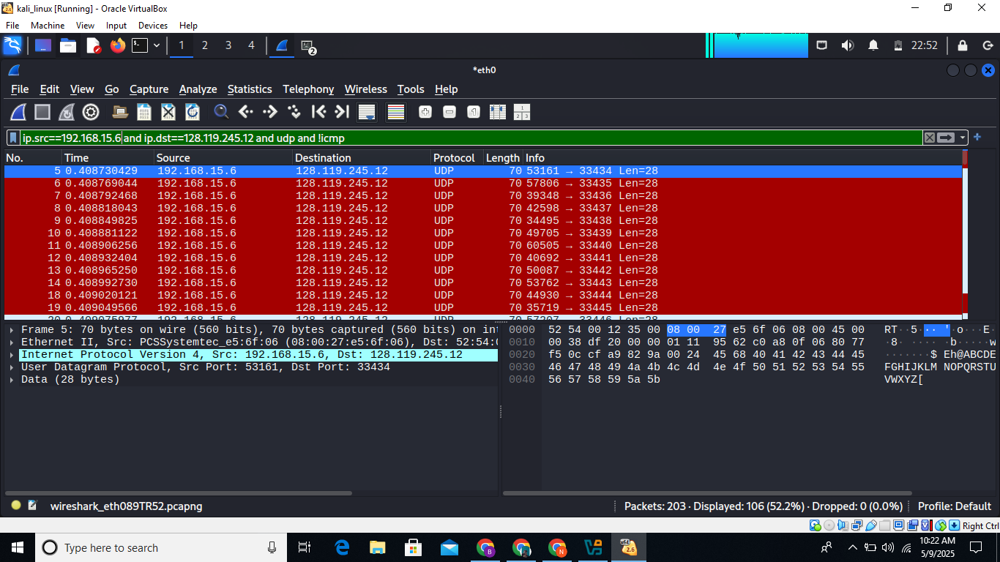 kali_linux [Running] - Oracle VirtualBox
File Machine View Input Devices Help
1 2 3 4 2 22:52
*eth0
File Edit View Go Capture Analyze Statistics Telephony Wireless Tools Help
ip.src==192.168.15.6 and ip.dst==128.119.245.12 and udp and !icmp
No. Time Source Destination Protocol Length Info
5 0.408730429 192.168.15.6 128.119.245.12 UDP 70 53161 → 33434 Len=28
6 0.408769044 192.168.15.6 128.119.245.12 UDP 70 57806 → 33435 Len=28
7 0.408792468 192.168.15.6 128.119.245.12 UDP 70 39348 → 33436 Len=28
8 0.408818043 192.168.15.6 128.119.245.12 UDP 70 42598 → 33437 Len=28
9 0.408849825 192.168.15.6 128.119.245.12 UDP 70 34495 → 33438 Len=28
10 0.408881122 192.168.15.6 128.119.245.12 UDP 70 49705 → 33439 Len=28
11 0.408906256 192.168.15.6 128.119.245.12 UDP 70 60505 → 33440 Len=28
12 0.408932404 192.168.15.6 128.119.245.12 UDP 70 40692 → 33441 Len=28
13 0.408965250 192.168.15.6 128.119.245.12 UDP 70 50087 → 33442 Len=28
14 0.408992730 192.168.15.6 128.119.245.12 UDP 70 53762 → 33443 Len=28
18 0.409020121 192.168.15.6 128.119.245.12 UDP 70 44930 → 33444 Len=28
19 0.409049566 192.168.15.6 128.119.245.12 UDP 70 35719 → 33445 Len=28
20 0.409075977 192.168.15.6 128.119.245.12 UDP 70 57207 → 33446 Len=28
Frame 5: 70 bytes on wire (560 bits), 70 bytes captured (560 bits) on int
Ethernet II, Src: PCSSystemtec_e5:6f:06 (08:00:27:e5:6f:06), Dst: 52:54:0
Internet Protocol Version 4, Src: 192.168.15.6, Dst: 128.119.245.12
User Datagram Protocol, Src Port: 53161, Dst Port: 33434
Data (28 bytes)
0000 52 54 00 12 35 00 08 00 27 e5 6f 06 08 00 45 00 RT··5···'·o···E·
0010 00 38 df 20 00 00 01 11 95 62 c0 a8 0f 06 80 77 ·8· ·····b·····w
0020 f5 0c cf a9 82 9a 00 24 45 68 40 41 42 43 44 45 ·······$ Eh@ABCDE
0030 46 47 48 49 4a 4b 4c 4d 4e 4f 50 51 52 53 54 55 FGHIJKLM NOPQRSTU
0040 56 57 58 59 5a 5b VWXYZ[
wireshark_eth089TR52.pcapng Packets: 203 · Displayed: 106 (52.2%) · Dropped: 0 (0.0%) Profile: Default
Right Ctrl
Type here to search 10:22 AM
5/9/2025